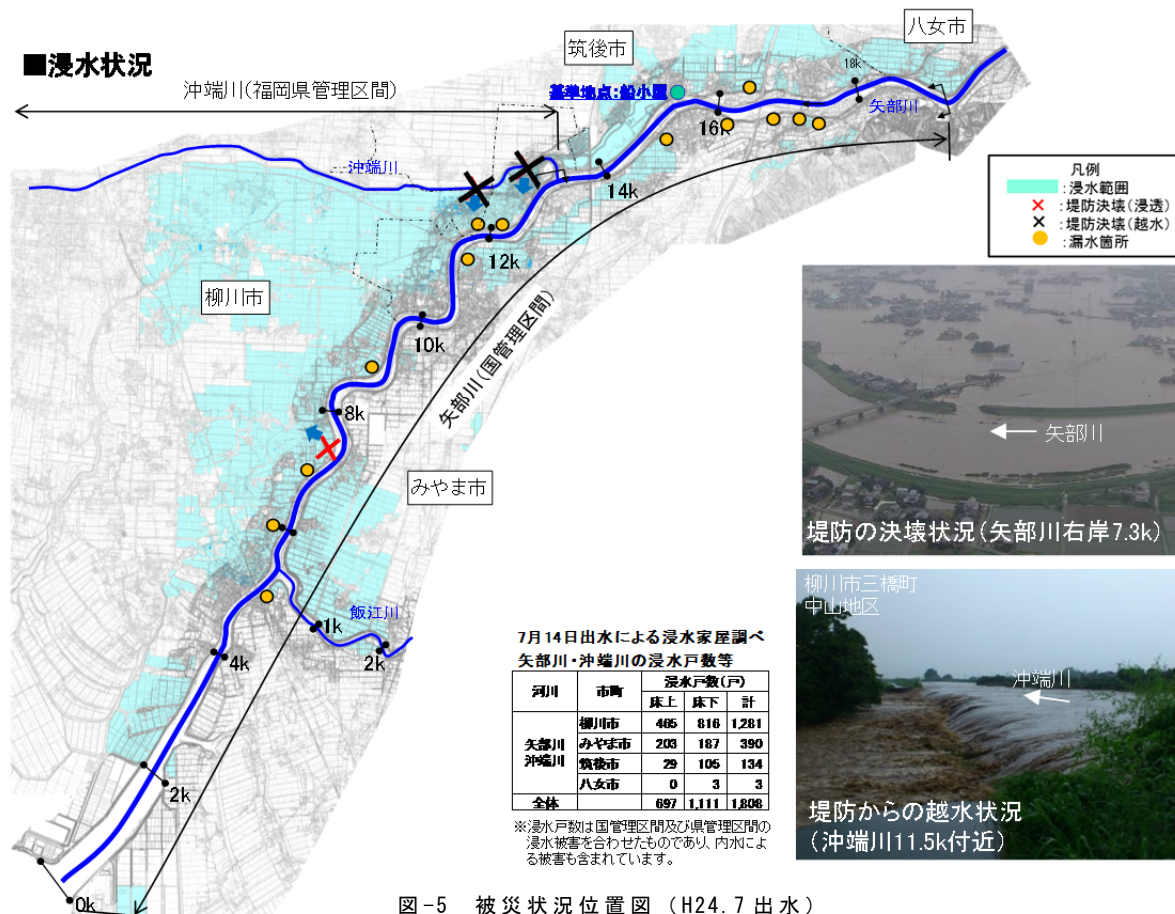 ■浸水状況
沖端川(福岡県管理区間)
筑後市
八女市
基準地点:船小屋
18k
矢部川
16k
沖端川
14k
凡例
:浸水範囲
:堤防決壊(浸透)
:堤防決壊(越水)
:漏水箇所
12k
柳川市
10k
矢部川(国管理区間)
8k
みやま市
矢部川
堤防の決壊状況(矢部川右岸7.3k)
飯江川
1k
2k
4k
2k
0k
7月14日出水による浸水家屋調べ
矢部川・沖端川の浸水戸数等
河川 市町 浸水戸数(戸)
床上 床下 計
矢部川
沖端川
柳川市 465 816 1,281
みやま市 203 187 390
筑後市 29 105 134
八女市 0 3 3
全体 697 1,111 1,808
※浸水戸数は国管理区間及び県管理区間の
浸水被害を合わせたものであり、内水によ
る被害も含まれています。
柳川市三橋町
中山地区
沖端川
堤防からの越水状況
(沖端川11.5k付近)
図-5 被災状況位置図 (H24.7出水)